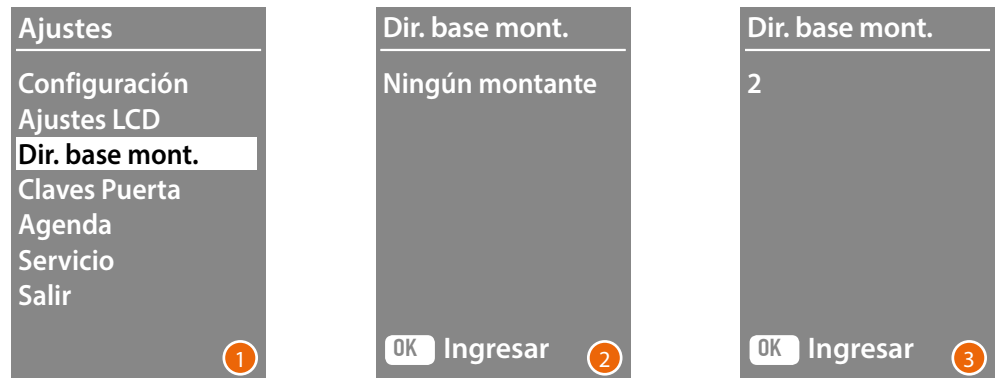 Ajustes
Configuración
Ajustes LCD
Dir. base mont.
Claves Puerta
Agenda
Servicio
Salir
1
Dir. base mont.
Ningún montante
OK Ingresar
2
Dir. base mont.
2
OK Ingresar
3